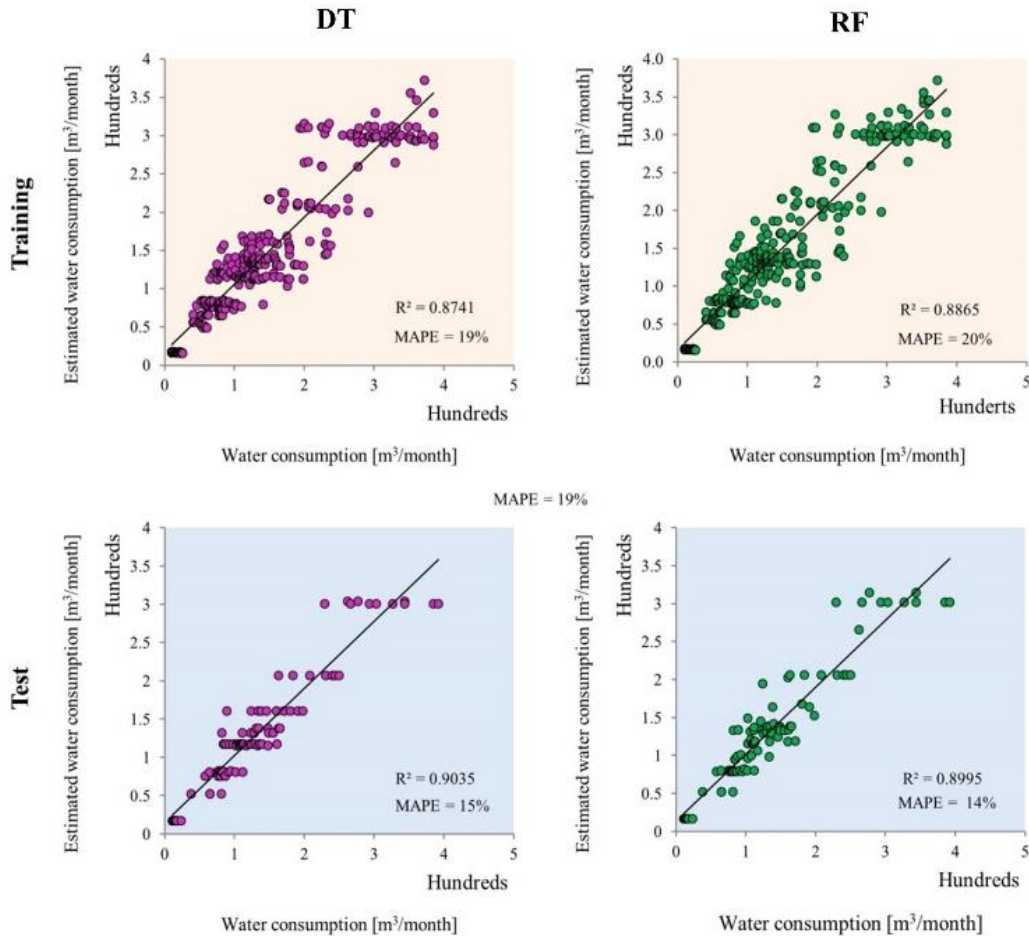 DT
RF
Training
Test
Hundreds
Estimated water consumption [m³/month]
4
3.5
3
2.5
2
1.5
1
0.5
0
R² = 0.8741
MAPE = 19%
0 1 2 3 4 5
Hundreds
Water consumption [m³/month]
Hundreds
Estimated water consumption [m³/month]
4.0
3.5
3.0
2.5
2.0
1.5
1.0
0.5
0.0
R² = 0.8865
MAPE = 20%
0 1 2 3 4 5
Hunderts
Water consumption [m³/month]
MAPE = 19%
Hundreds
Estimated water consumption [m³/month]
4
3.5
3
2.5
2
1.5
1
0.5
0
R² = 0.9035
MAPE = 15%
0 1 2 3 4 5
Hundreds
Water consumption [m³/month]
Hundreds
Estimated water consumption [m³/month]
4
3.5
3
2.5
2
1.5
1
0.5
0
R² = 0.8995
MAPE = 14%
0 1 2 3 4 5
Hundreds
Water consumption [m³/month]